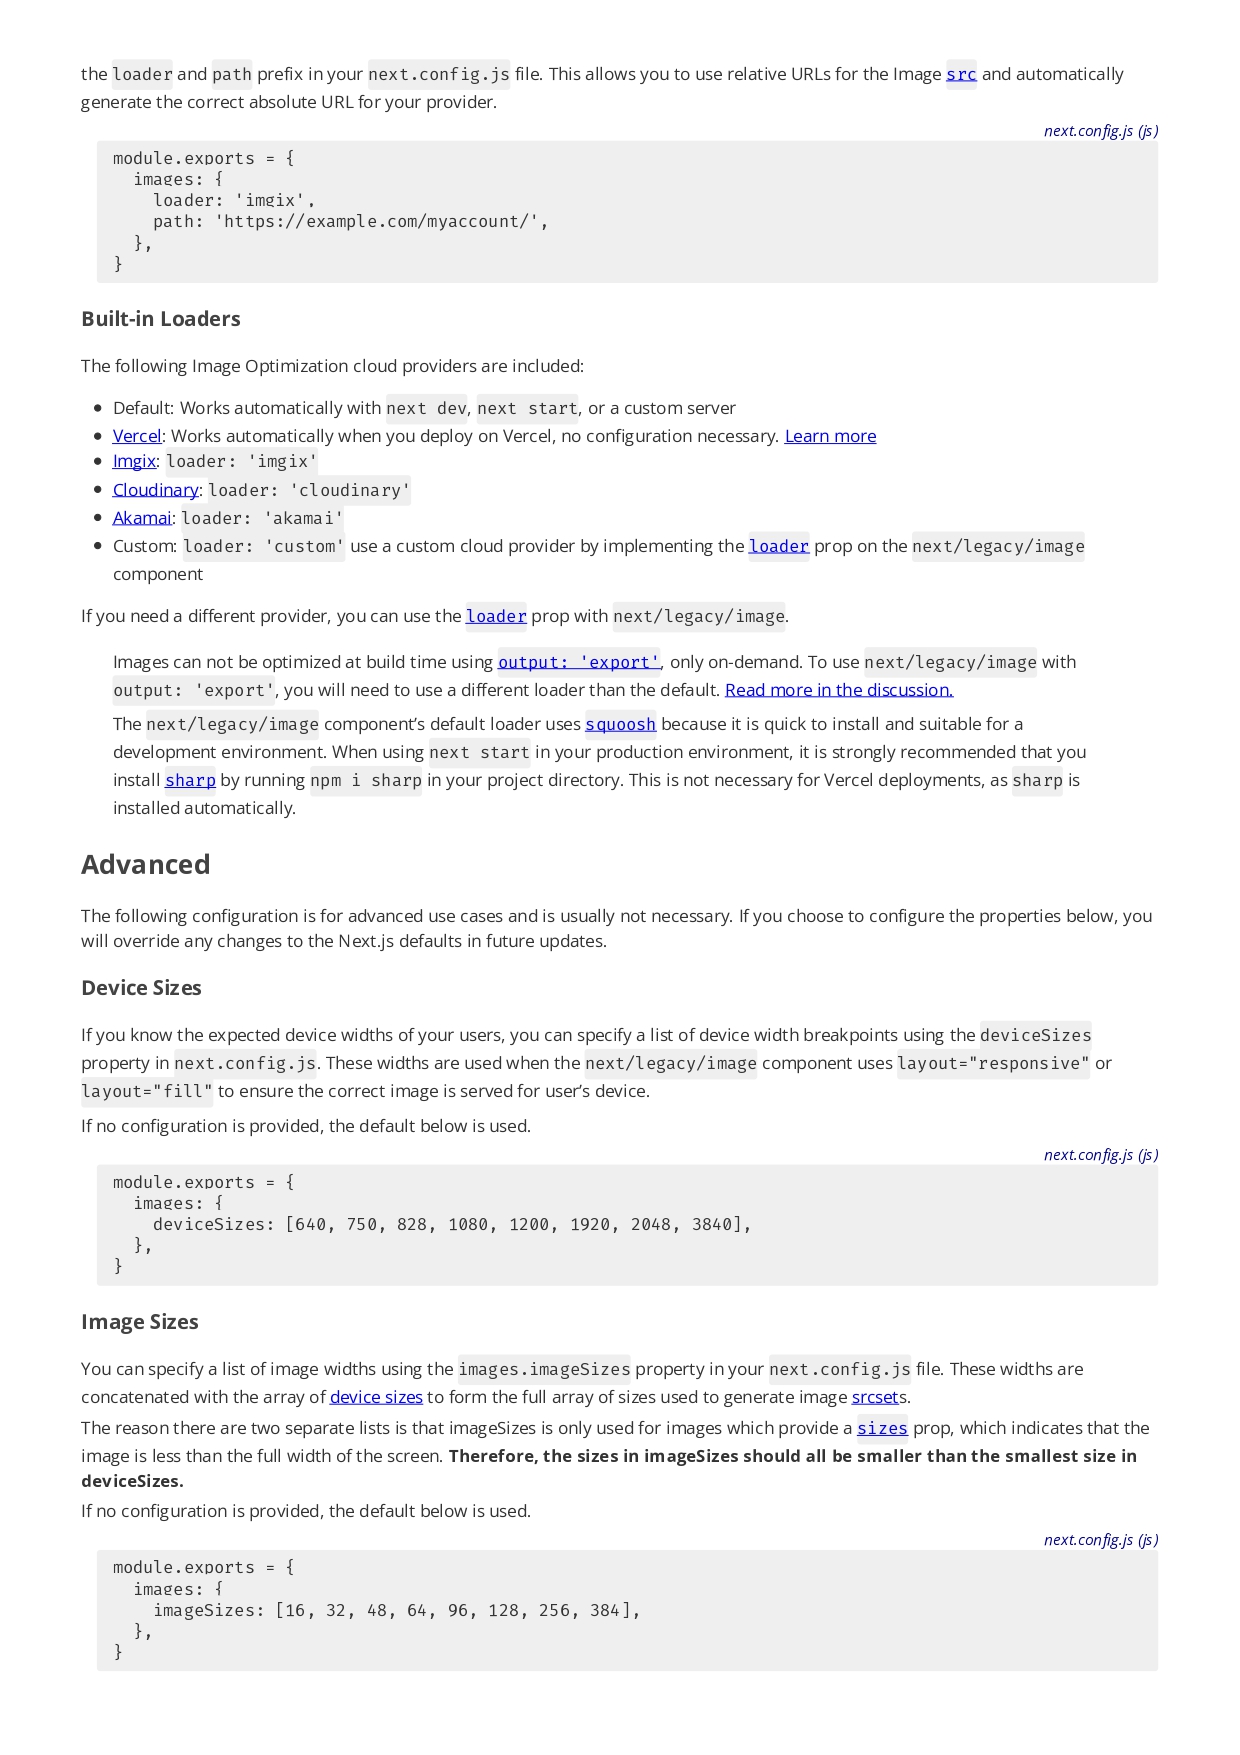 the loader and path prefix in your next.config.js file. This allows you to use relative URLs for the Image src and automatically
generate the correct absolute URL for your provider.
next.config.js (js)
module.exports = {
  images: {
    loader: 'imgix',
    path: 'https://example.com/myaccount/',
  },
}
Built-in Loaders
The following Image Optimization cloud providers are included:
• Default: Works automatically with next dev, next start, or a custom server
• Vercel: Works automatically when you deploy on Vercel, no configuration necessary. Learn more
• Imgix: loader: 'imgix'
• Cloudinary: loader: 'cloudinary'
• Akamai: loader: 'akamai'
• Custom: loader: 'custom' use a custom cloud provider by implementing the loader prop on the next/legacy/image
component
If you need a different provider, you can use the loader prop with next/legacy/image.
Images can not be optimized at build time using output: 'export', only on-demand. To use next/legacy/image with
output: 'export', you will need to use a different loader than the default. Read more in the discussion.
The next/legacy/image component’s default loader uses squoosh because it is quick to install and suitable for a
development environment. When using next start in your production environment, it is strongly recommended that you
install sharp by running npm i sharp in your project directory. This is not necessary for Vercel deployments, as sharp is
installed automatically.
Advanced
The following configuration is for advanced use cases and is usually not necessary. If you choose to configure the properties below, you
will override any changes to the Next.js defaults in future updates.
Device Sizes
If you know the expected device widths of your users, you can specify a list of device width breakpoints using the deviceSizes
property in next.config.js. These widths are used when the next/legacy/image component uses layout="responsive" or
layout="fill" to ensure the correct image is served for user’s device.
If no configuration is provided, the default below is used.
next.config.js (js)
module.exports = {
  images: {
    deviceSizes: [640, 750, 828, 1080, 1200, 1920, 2048, 3840],
  },
}
Image Sizes
You can specify a list of image widths using the images.imageSizes property in your next.config.js file. These widths are
concatenated with the array of device sizes to form the full array of sizes used to generate image srcsets.
The reason there are two separate lists is that imageSizes is only used for images which provide a sizes prop, which indicates that the
image is less than the full width of the screen. Therefore, the sizes in imageSizes should all be smaller than the smallest size in
deviceSizes.
If no configuration is provided, the default below is used.
next.config.js (js)
module.exports = {
  images: {
    imageSizes: [16, 32, 48, 64, 96, 128, 256, 384],
  },
}